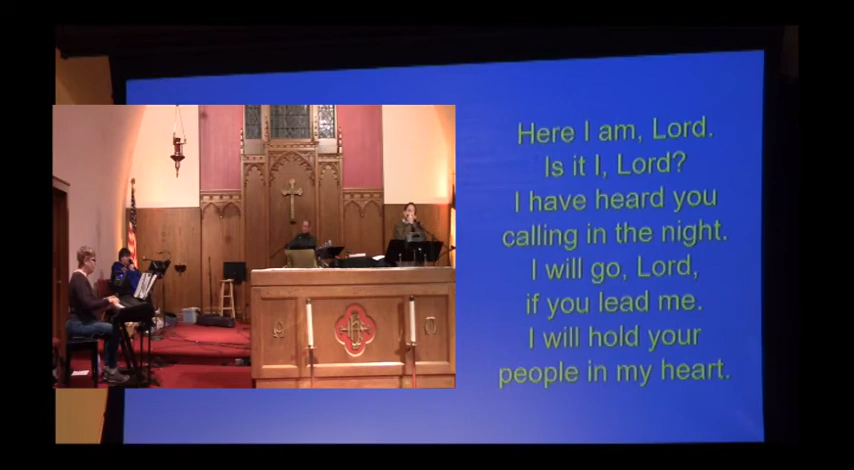 Here I am, Lord.
Is it I, Lord?
I have heard you
calling in the night.
I will go, Lord,
if you lead me.
I will hold your
people in my heart.